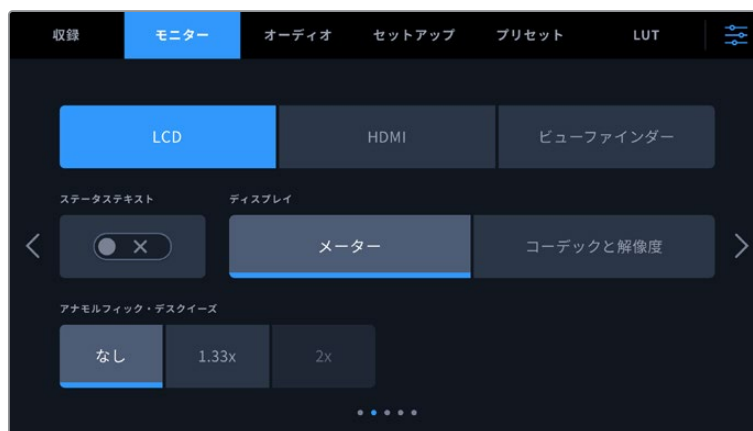 収録 モニター オーディオ セットアップ プリセット LUT
LCD HDMI ビューファインダー
ステータステキスト ディスプレイ
メーター コーデックと解像度
アナモルフィック・デスクイーズ
なし 1.33x 2x